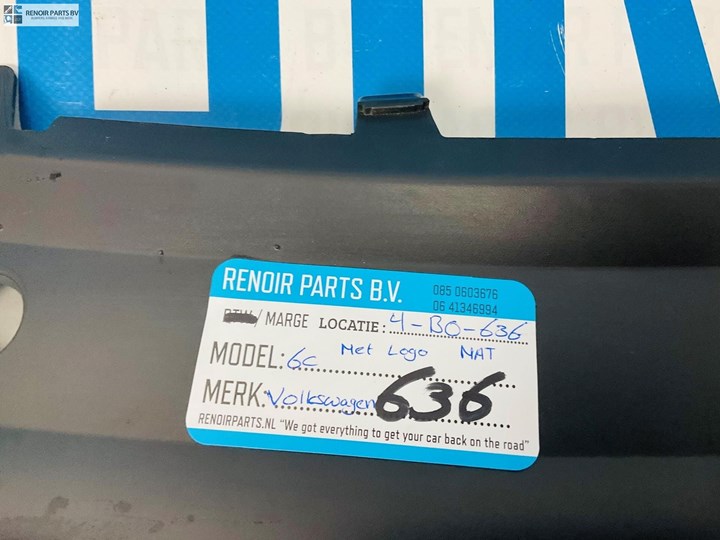 RENOIR PARTS BV
RENOIR PARTS B.V.
085 0603676
06 41346994
BTW / MARGE LOCATIE: 4-BO-636
Met Logo MAT
MODEL: 6C
MERK: Volkswagen 636
RENOIRPARTS.NL "We got everything to get your car back on the road"